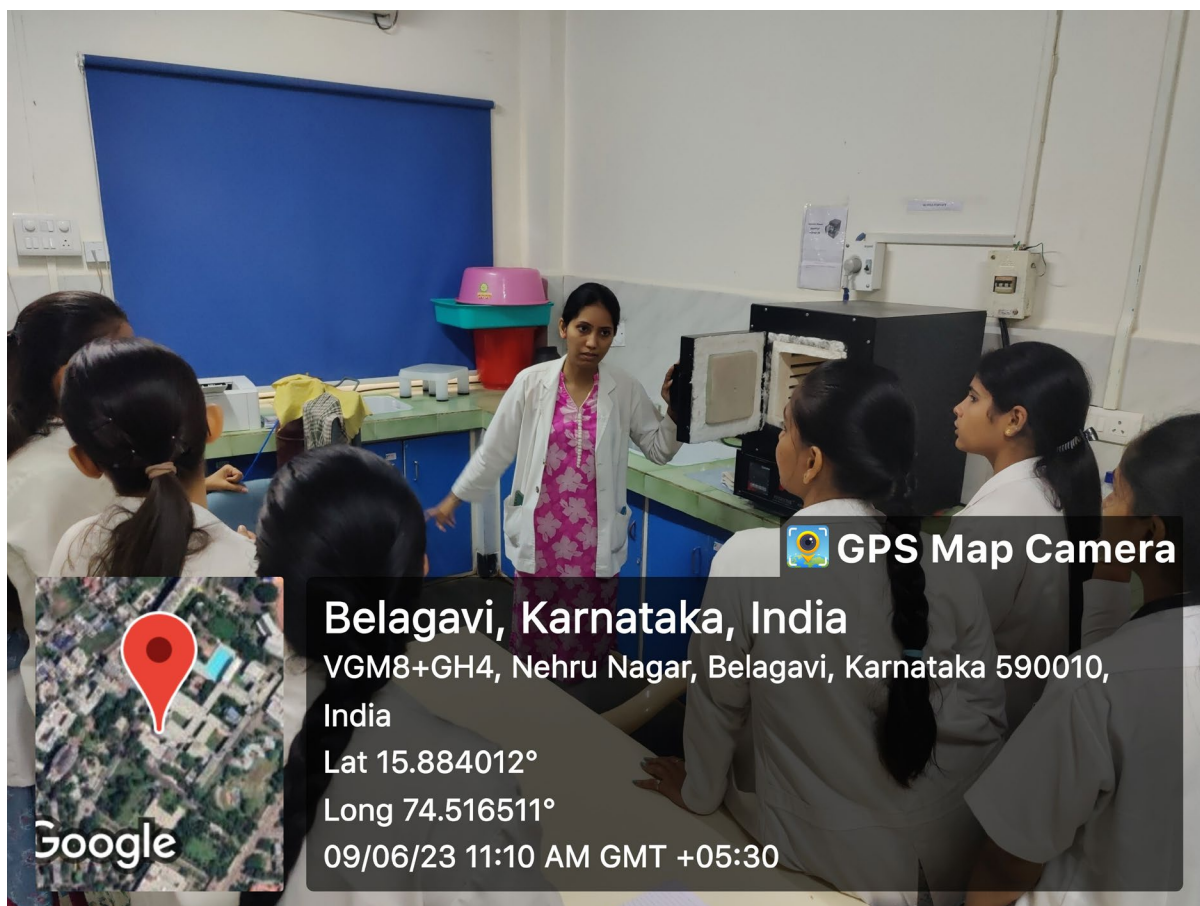 GPS Map Camera
Belagavi, Karnataka, India
VGM8+GH4, Nehru Nagar, Belagavi, Karnataka 590010,
India
Lat 15.884012°
Long 74.516511°
09/06/23 11:10 AM GMT +05:30
Google